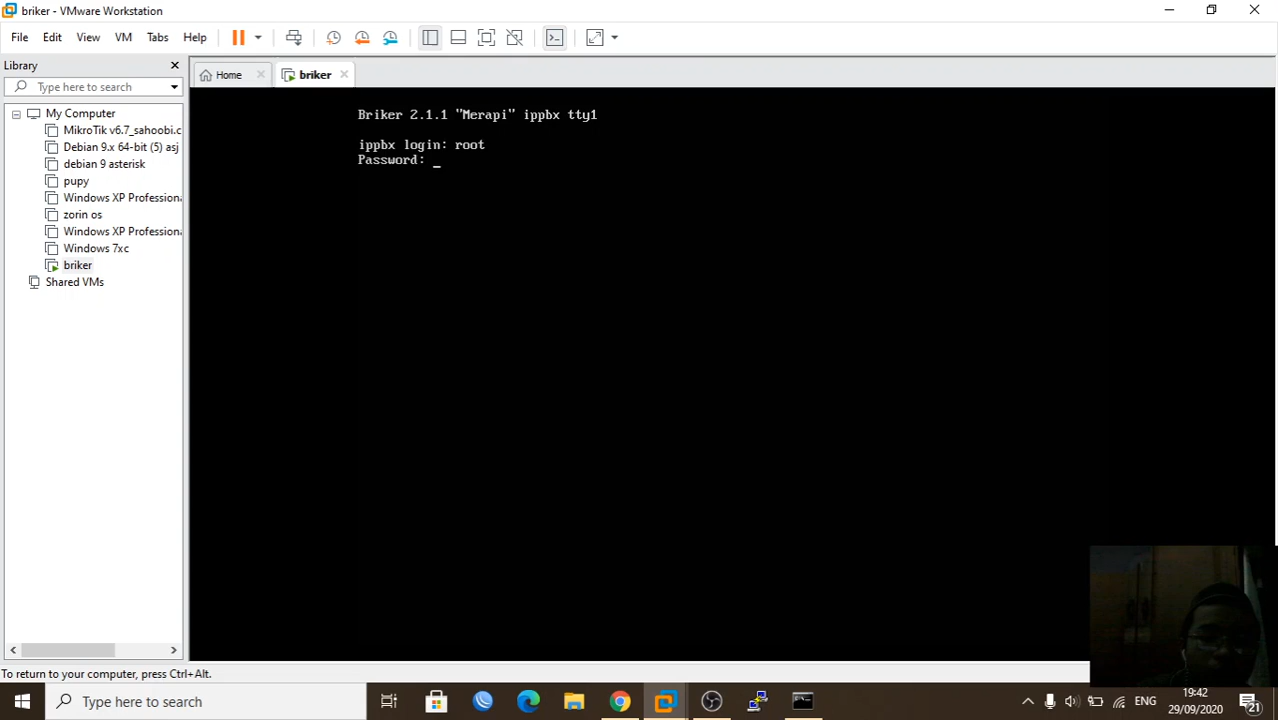 briker - VMware Workstation
File Edit View VM Tabs Help
Library
Type here to search
Home
briker
My Computer
MikroTik v6.7_sahoobi.c
Debian 9.x 64-bit (5) asj
debian 9 asterisk
pupy
Windows XP Profession
zorin os
Windows XP Profession
Windows 7xc
briker
Shared VMs
Briker 2.1.1 "Merapi" ippbx tty1
ippbx login: root
Password: _
To return to your computer, press Ctrl+Alt.
Type here to search
ENG
19:42
29/09/2020
21